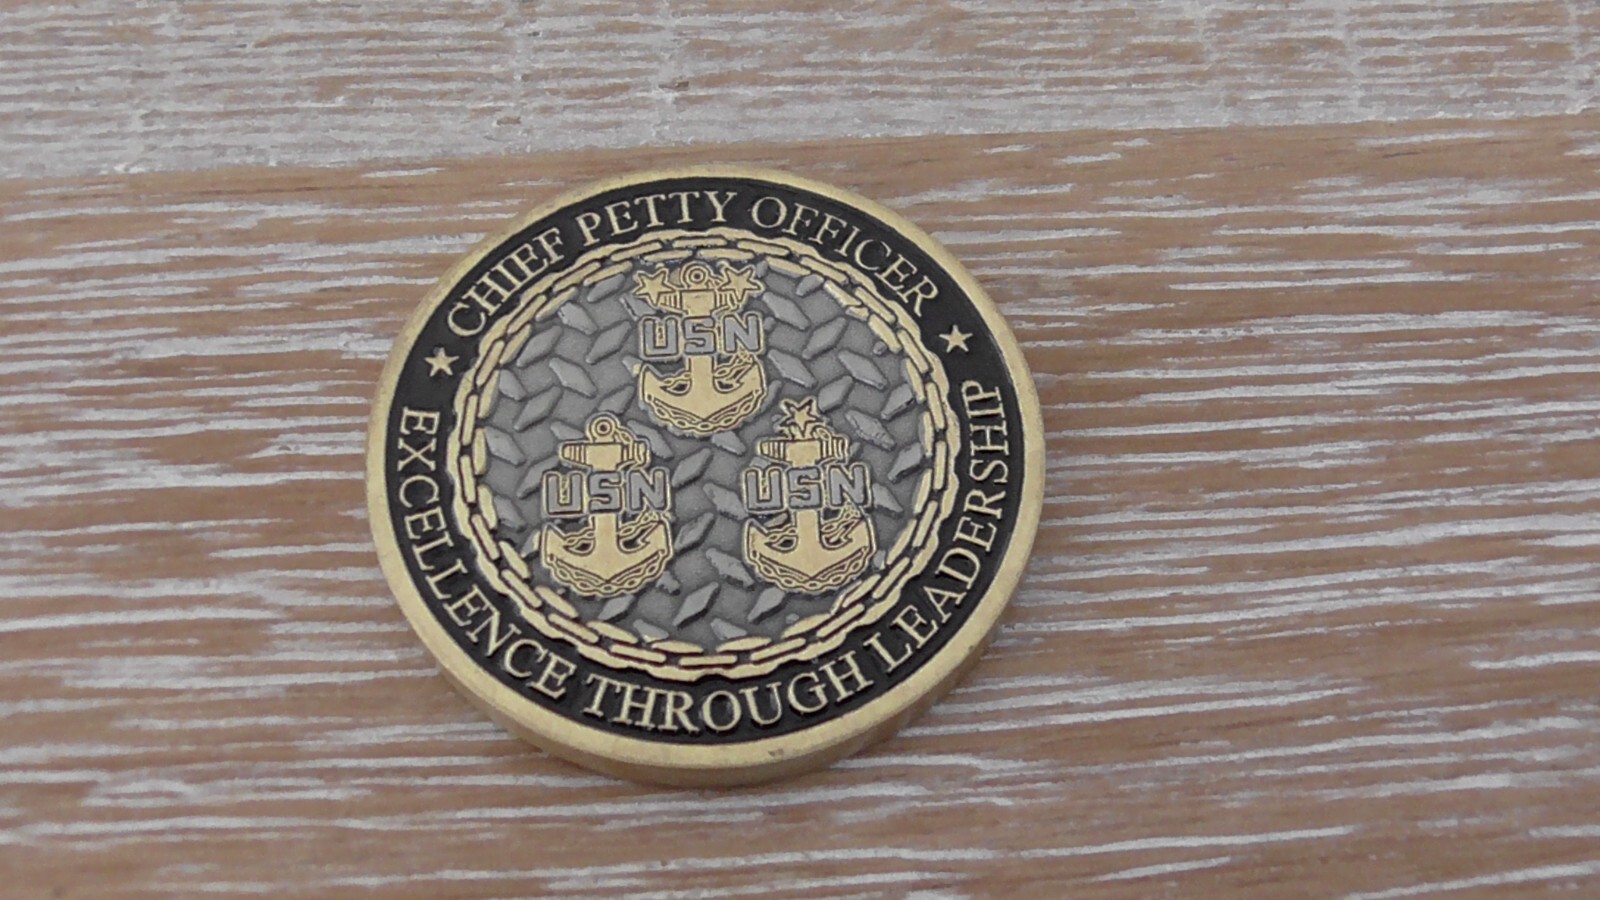 CHIEF PETTY OFFICER
USN
USN
USN
EXCELLENCE THROUGH LEADERSHIP